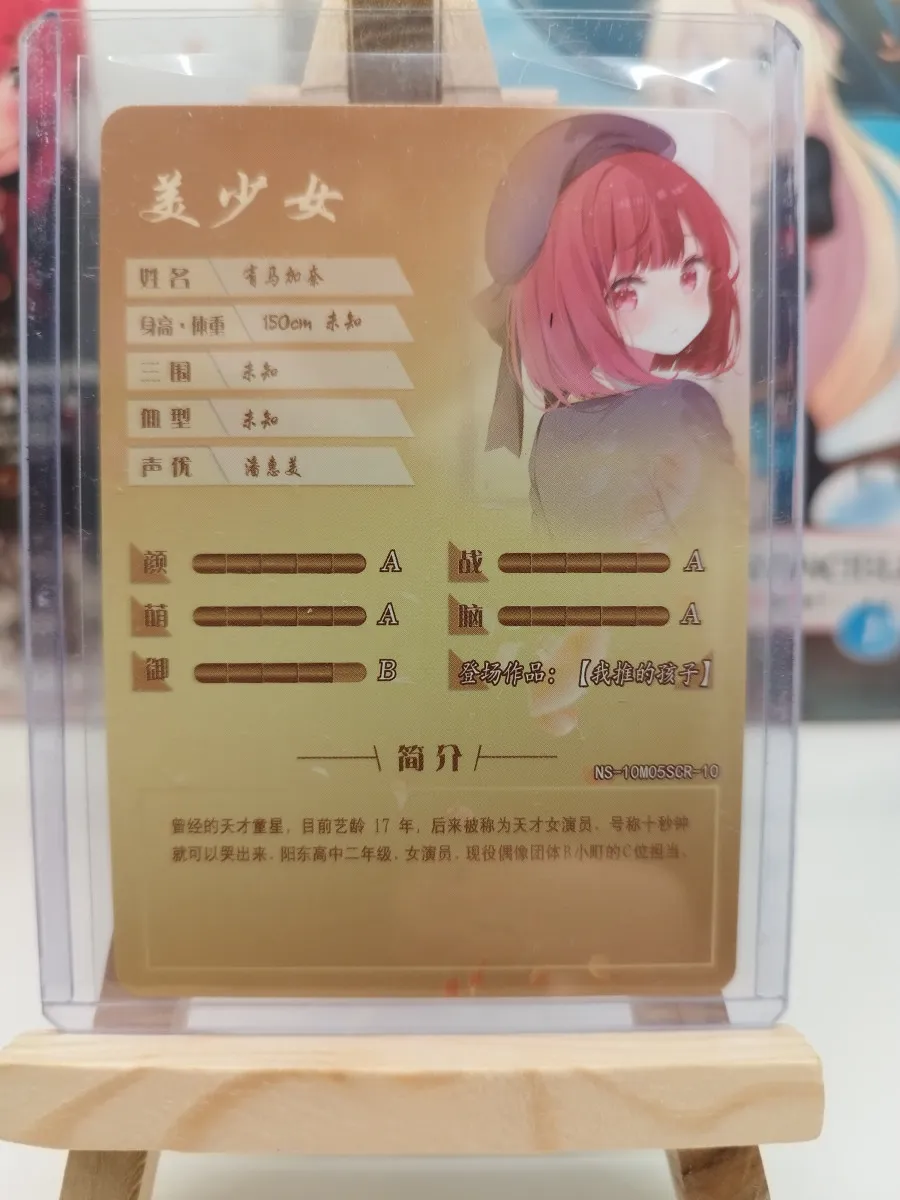 美少女
姓名 有马加奈
身高·体重 150cm 未知
三围 未知
血型 未知
声优 潘惠美
颜 A 战 A
萌 A 脑 A
御 B 登场作品：【我推的孩子】
简介
NS-10M05SCR-10
曾经的天才童星，目前艺龄 17 年，后来被称为天才女演员、号称十秒钟
就可以哭出来。阳东高中二年级，女演员，现役偶像团体B小町的C位担当。